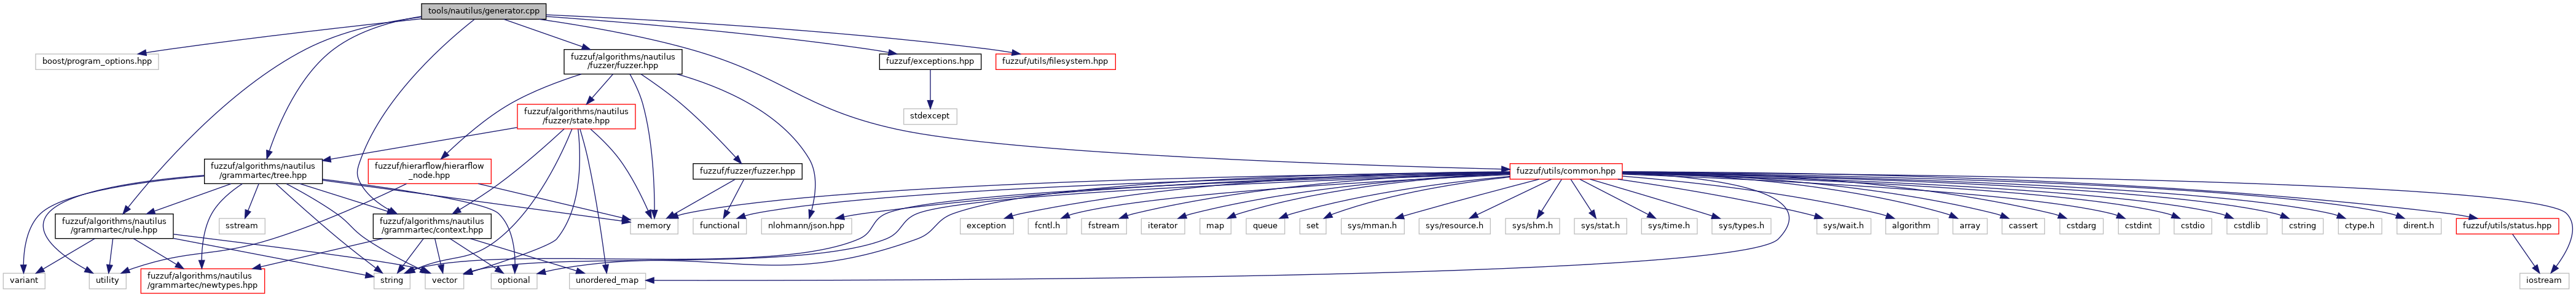 tools/nautilus/generator.cpp
boost/program_options.hpp
fuzzuf/algorithms/nautilus
/fuzzer/fuzzer.hpp
fuzzuf/exceptions.hpp
fuzzuf/utils/filesystem.hpp
fuzzuf/algorithms/nautilus
/fuzzer/state.hpp
stdexcept
fuzzuf/algorithms/nautilus
/grammartec/tree.hpp
fuzzuf/hierarflow/hierarflow
_node.hpp
fuzzuf/fuzzer/fuzzer.hpp
fuzzuf/utils/common.hpp
fuzzuf/algorithms/nautilus
/grammartec/rule.hpp
sstream
fuzzuf/algorithms/nautilus
/grammartec/context.hpp
memory
functional
nlohmann/json.hpp
exception
fcntl.h
fstream
iterator
map
queue
set
sys/mman.h
sys/resource.h
sys/shm.h
sys/stat.h
sys/time.h
sys/types.h
sys/wait.h
algorithm
array
cassert
cstdarg
cstdint
cstdio
cstdlib
cstring
ctype.h
dirent.h
fuzzuf/utils/status.hpp
variant
utility
fuzzuf/algorithms/nautilus
/grammartec/newtypes.hpp
string
vector
optional
unordered_map
iostream